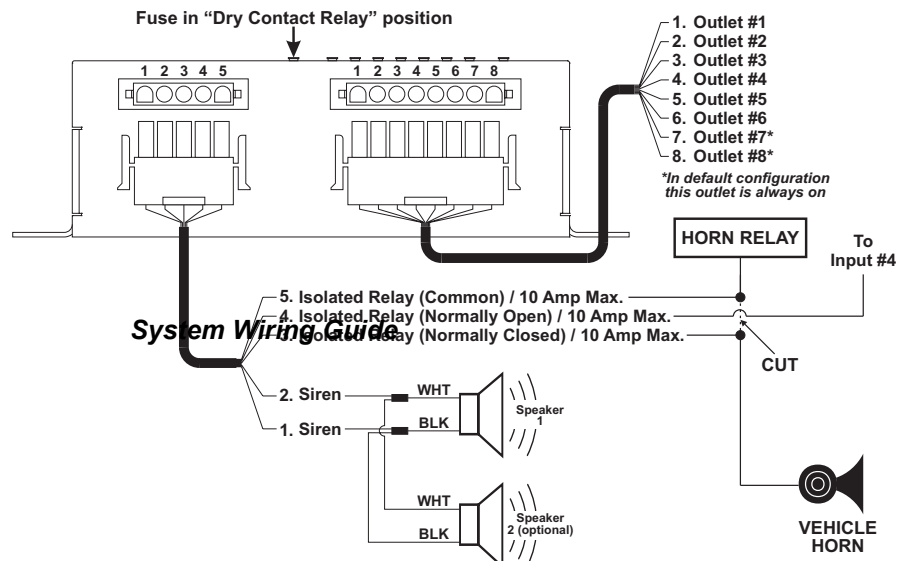 Fuse in “Dry Contact Relay” position
1 2 3 4 5
1 2 3 4 5 6 7 8
1. Outlet #1
2. Outlet #2
3. Outlet #3
4. Outlet #4
5. Outlet #5
6. Outlet #6
7. Outlet #7*
8. Outlet #8*
*In default configuration
this outlet is always on
HORN RELAY
To
Input #4
5. Isolated Relay (Common) / 10 Amp Max.
4. Isolated Relay (Normally Open) / 10 Amp Max.
System Wiring Guide
3. Isolated Relay (Normally Closed) / 10 Amp Max.
CUT
2. Siren
WHT
Speaker
1
1. Siren
BLK
WHT
Speaker
2 (optional)
BLK
VEHICLE
HORN